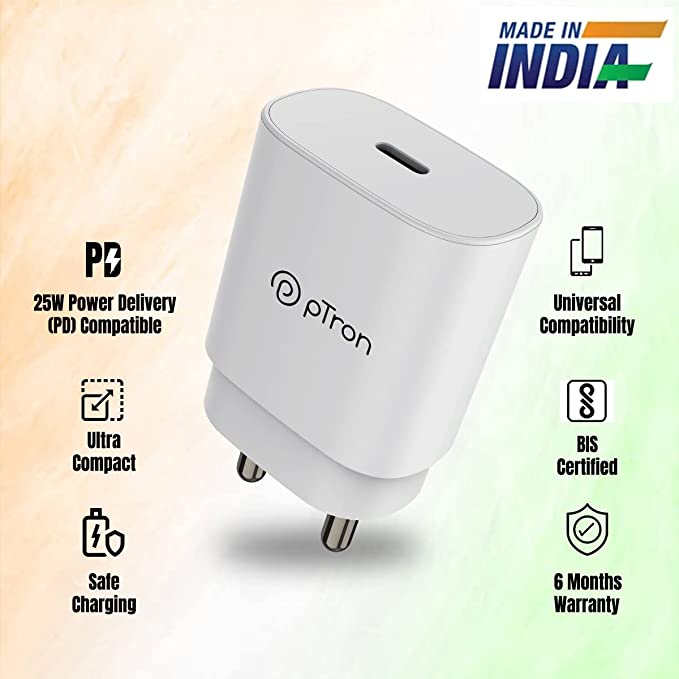 MADE IN
INDIA
PD
25W Power Delivery
(PD) Compatible
Ultra
Compact
Safe
Charging
pTron
Universal
Compatibility
BIS
Certified
6 Months
Warranty